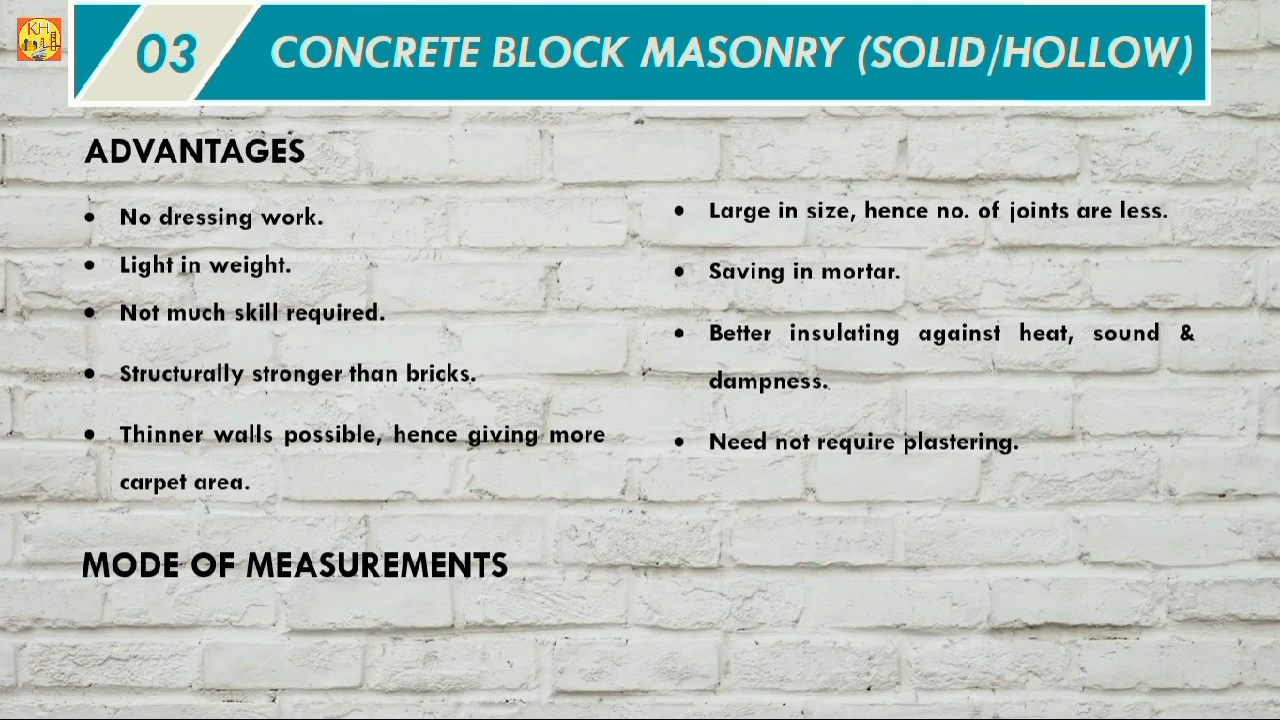 KH
03
CONCRETE BLOCK MASONRY (SOLID/HOLLOW)
ADVANTAGES
• No dressing work.
• Light in weight.
• Not much skill required.
• Structurally stronger than bricks.
• Thinner walls possible, hence giving more
carpet area.
• Large in size, hence no. of joints are less.
• Saving in mortar.
• Better insulating against heat, sound &
dampness.
• Need not require plastering.
MODE OF MEASUREMENTS